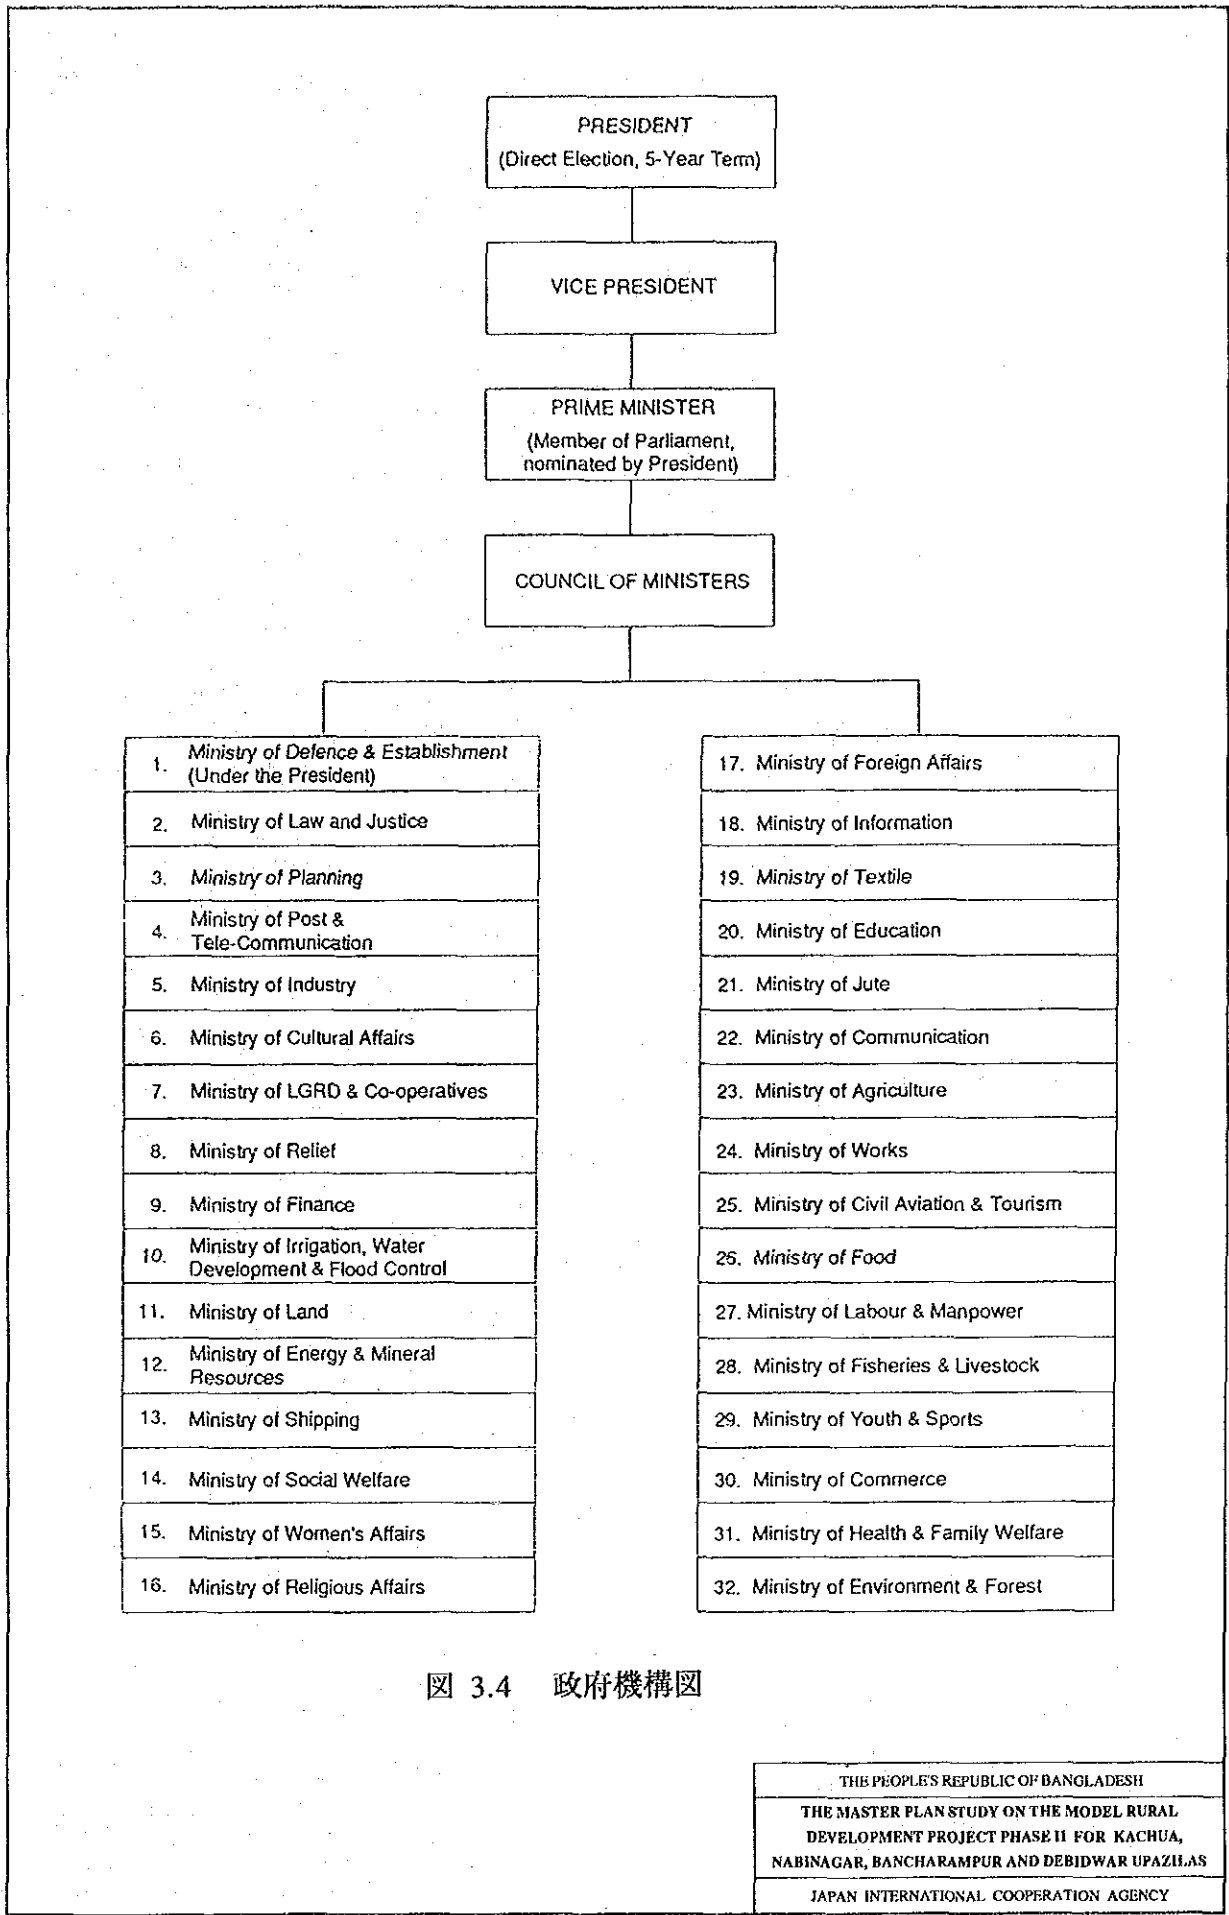 PRESIDENT
(Direct Election, 5-Year Term)
VICE PRESIDENT
PRIME MINISTER
(Member of Parliament,
nominated by President)
COUNCIL OF MINISTERS
1. Ministry of Defence & Establishment
(Under the President)
2. Ministry of Law and Justice
3. Ministry of Planning
4. Ministry of Post &
Tele-Communication
5. Ministry of Industry
6. Ministry of Cultural Affairs
7. Ministry of LGRD & Co-operatives
8. Ministry of Relief
9. Ministry of Finance
10. Ministry of Irrigation, Water
Development & Flood Control
11. Ministry of Land
12. Ministry of Energy & Mineral
Resources
13. Ministry of Shipping
14. Ministry of Social Welfare
15. Ministry of Women's Affairs
16. Ministry of Religious Affairs
17. Ministry of Foreign Affairs
18. Ministry of Information
19. Ministry of Textile
20. Ministry of Education
21. Ministry of Jute
22. Ministry of Communication
23. Ministry of Agriculture
24. Ministry of Works
25. Ministry of Civil Aviation & Tourism
26. Ministry of Food
27. Ministry of Labour & Manpower
28. Ministry of Fisheries & Livestock
29. Ministry of Youth & Sports
30. Ministry of Commerce
31. Ministry of Health & Family Welfare
32. Ministry of Environment & Forest
図 3.4 政府機構図
THE PEOPLE'S REPUBLIC OF BANGLADESH
THE MASTER PLAN STUDY ON THE MODEL RURAL
DEVELOPMENT PROJECT PHASE II FOR KACHUA,
NABINAGAR, BANCHARAMPUR AND DEBIDWAR UPAZILAS
JAPAN INTERNATIONAL COOPERATION AGENCY